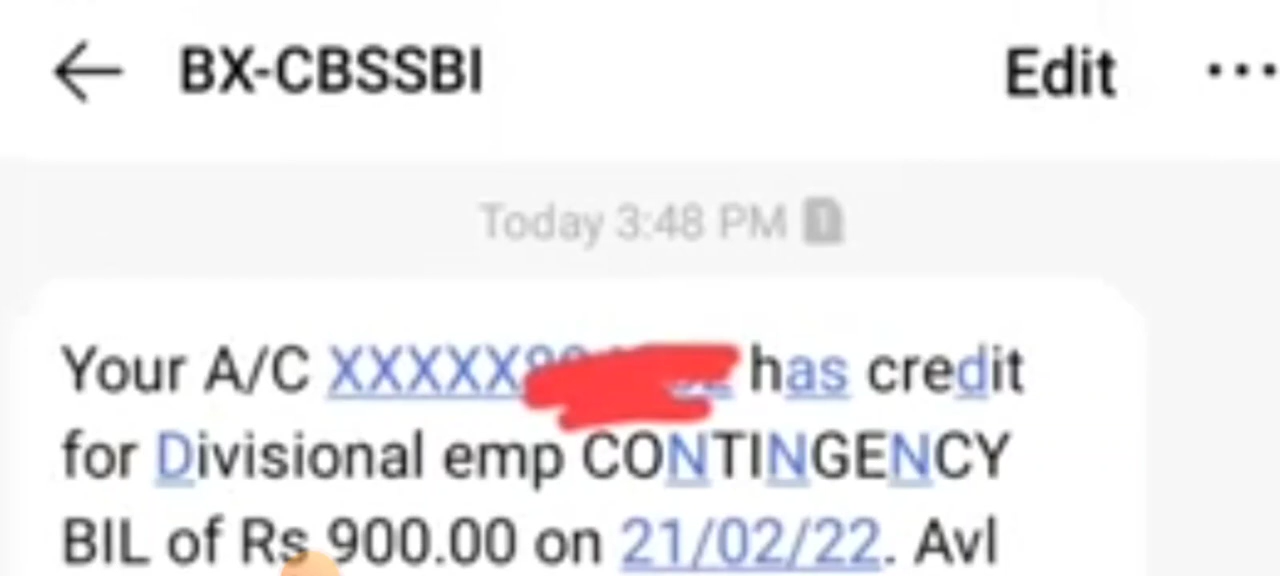 BX-CBSSBI Edit ...
Today 3:48 PM 1
Your A/C has credit
for Divisional emp CONTINGENCY
BIL of Rs 900.00 on 21/02/22. Avl